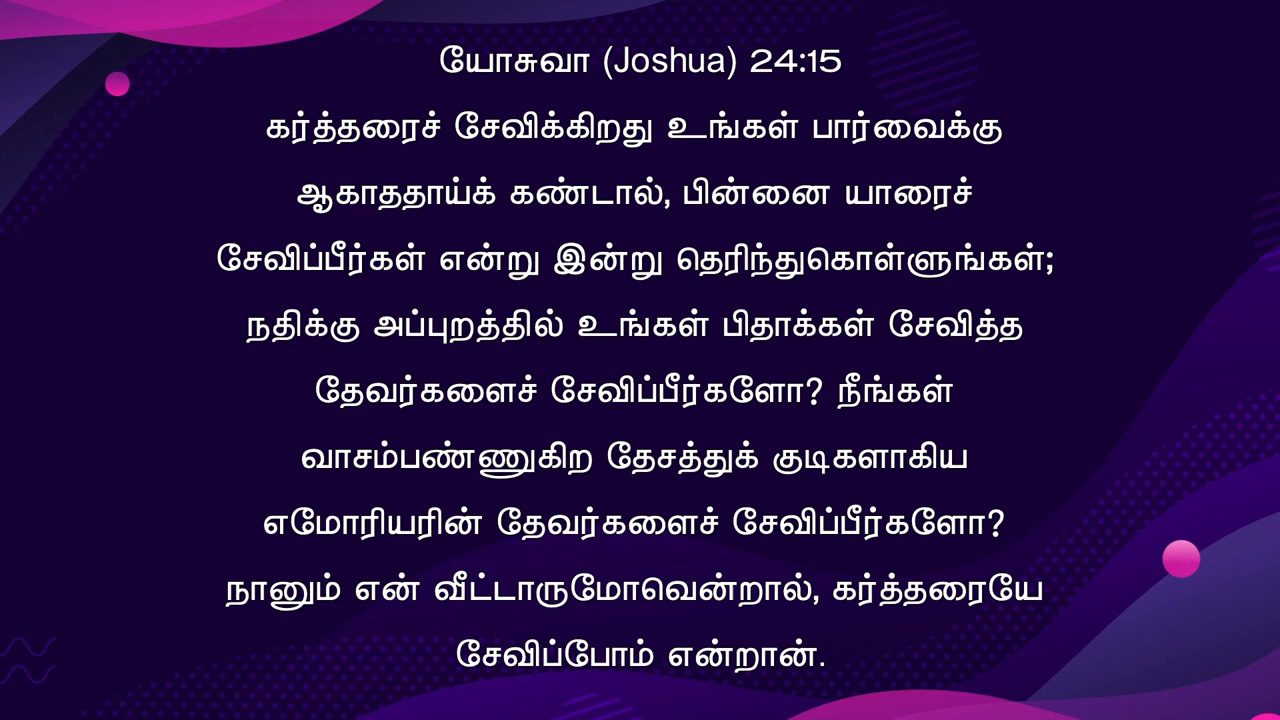 யோசுவா (Joshua) 24:15
கர்த்தரைச் சேவிக்கிறது உங்கள் பார்வைக்கு
ஆகாததாய்க் கண்டால், பின்னை யாரைச்
சேவிப்பீர்கள் என்று இன்று தெரிந்துகொள்ளுங்கள்;
நதிக்கு அப்புறத்தில் உங்கள் பிதாக்கள் சேவித்த
தேவர்களைச் சேவிப்பீர்களோ? நீங்கள்
வாசம்பண்ணுகிற தேசத்துக் குடிகளாகிய
எமோரியரின் தேவர்களைச் சேவிப்பீர்களோ?
நானும் என் வீட்டாருமோவென்றால், கர்த்தரையே
சேவிப்போம் என்றான்.